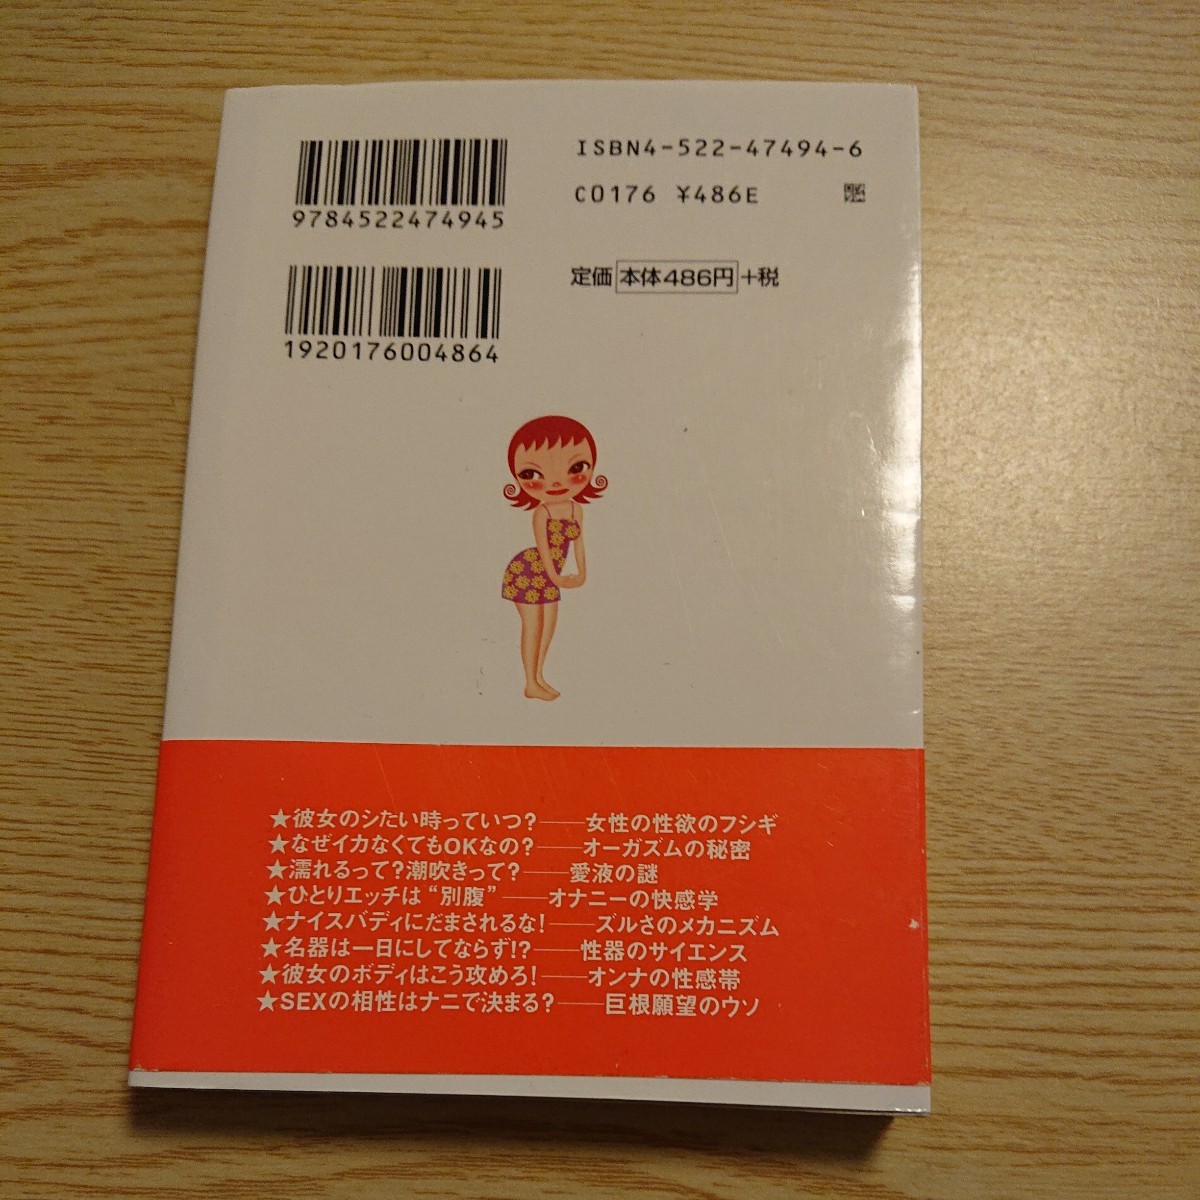 ISBN4-522-47494-6
9784522474945
C0176 ¥486E
定価 本体486円 +税
1920176004864
★彼女のシたい時っていつ?――女性の性欲のフシギ
★なぜイカなくてもOKなの?――オーガズムの秘密
★濡れるって?潮吹きって?――愛液の謎
★ひとりエッチは“別腹”――オナニーの快感学
★ナイスバディにだまされるな!――ズルさのメカニズム
★名器は一日にしてならず!?――性器のサイエンス
★彼女のボディはこう攻めろ!――オンナの性感帯
★SEXの相性はナニで決まる?――巨根願望のウソ